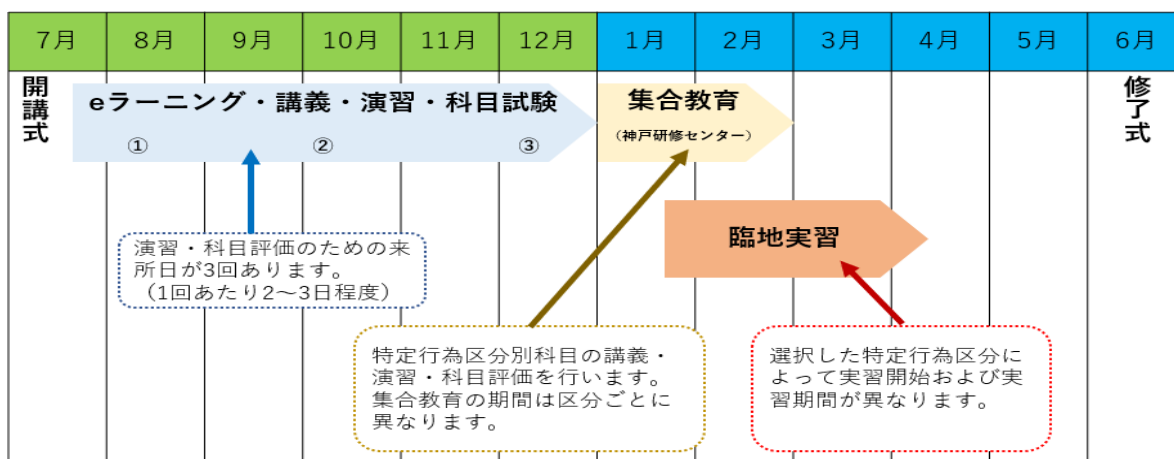 7月 8月 9月 10月 11月 12月 1月 2月 3月 4月 5月 6月
開講式
eラーニング・講義・演習・科目試験
① ② ③
集合教育
（神戸研修センター）
修了式
臨地実習
演習・科目評価のための来
所日が3回あります。
（1回あたり2～3日程度）
特定行為区分別科目の講義・
演習・科目評価を行います。
集合教育の期間は区分ごとに
異なります。
選択した特定行為区分に
よって実習開始および実
習期間が異なります。